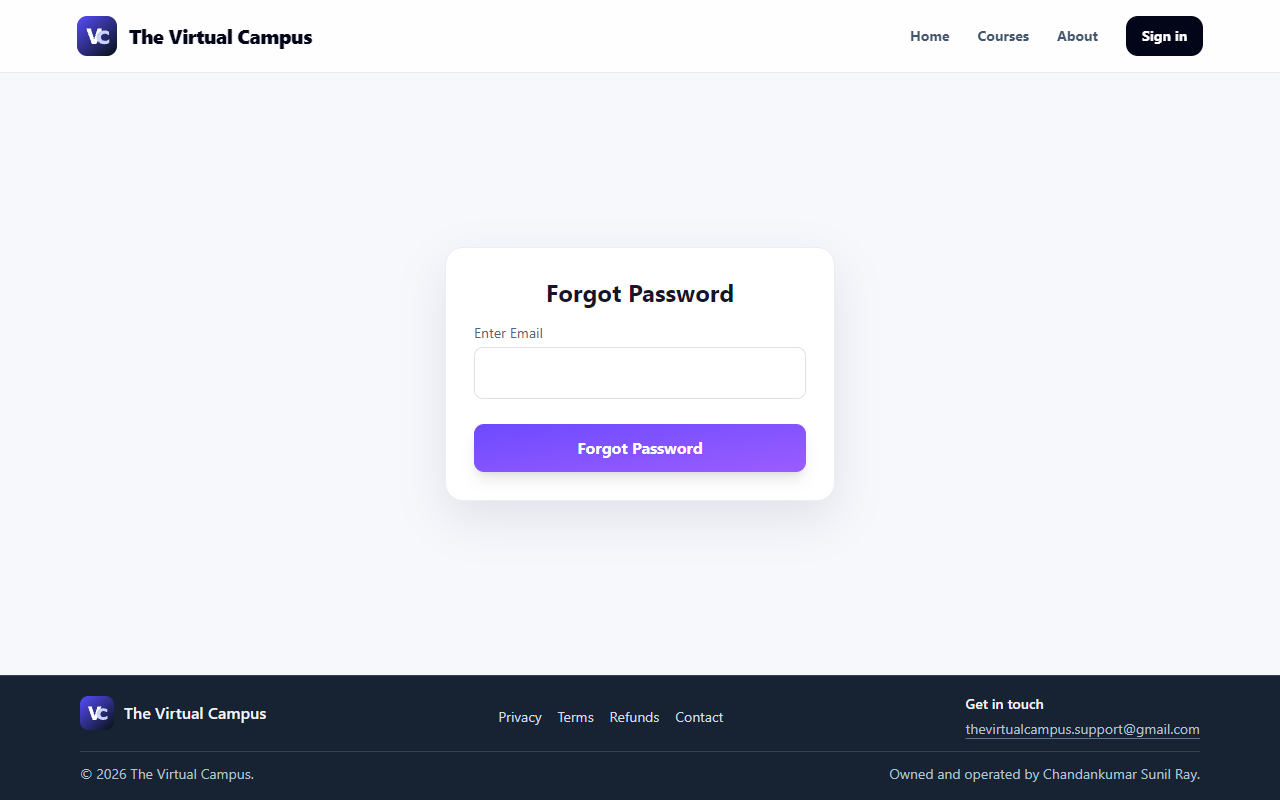 VC The Virtual Campus
Home Courses About Sign in
Forgot Password
Enter Email
Forgot Password
VC The Virtual Campus
Privacy Terms Refunds Contact
Get in touch
thevirtualcampus.support@gmail.com
© 2026 The Virtual Campus.
Owned and operated by Chandankumar Sunil Ray.